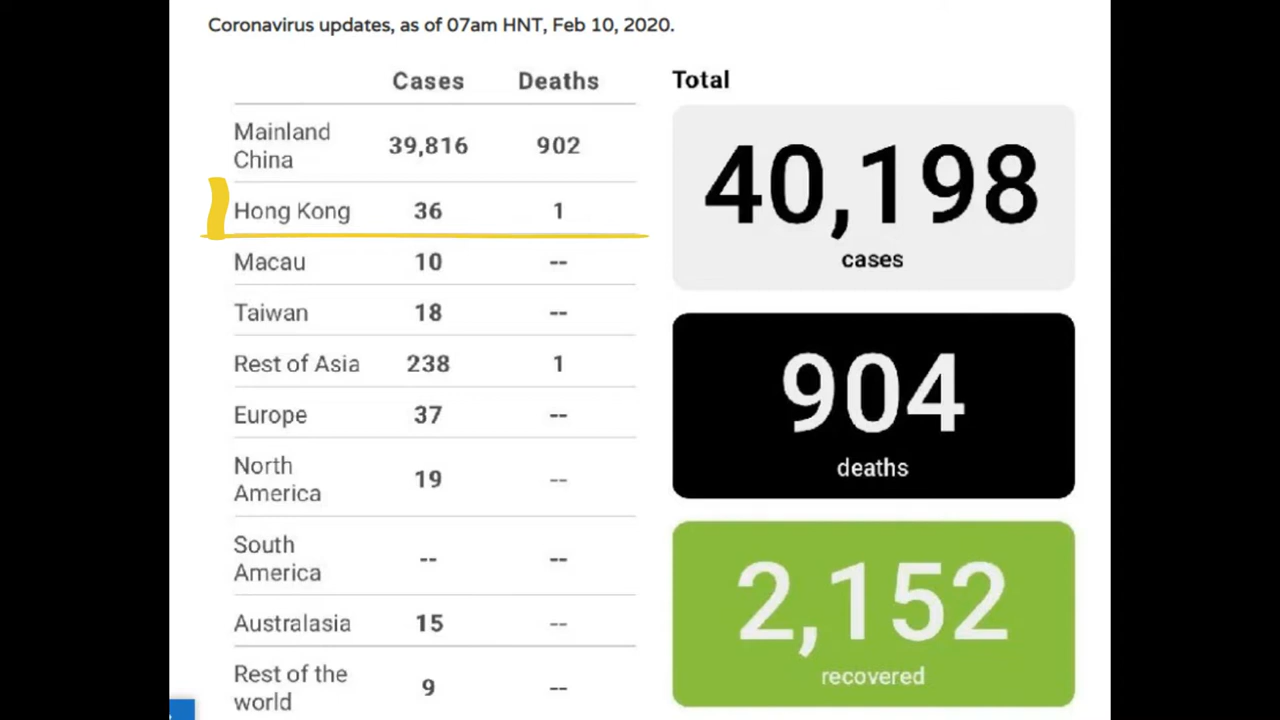 Coronavirus updates, as of 07am HNT, Feb 10, 2020.
Cases Deaths
Mainland
China 39,816 902
Hong Kong 36 1
Macau 10 --
Taiwan 18 --
Rest of Asia 238 1
Europe 37 --
North
America 19 --
South
America -- --
Australasia 15 --
Rest of the
world 9 --
Total
40,198
cases
904
deaths
2,152
recovered